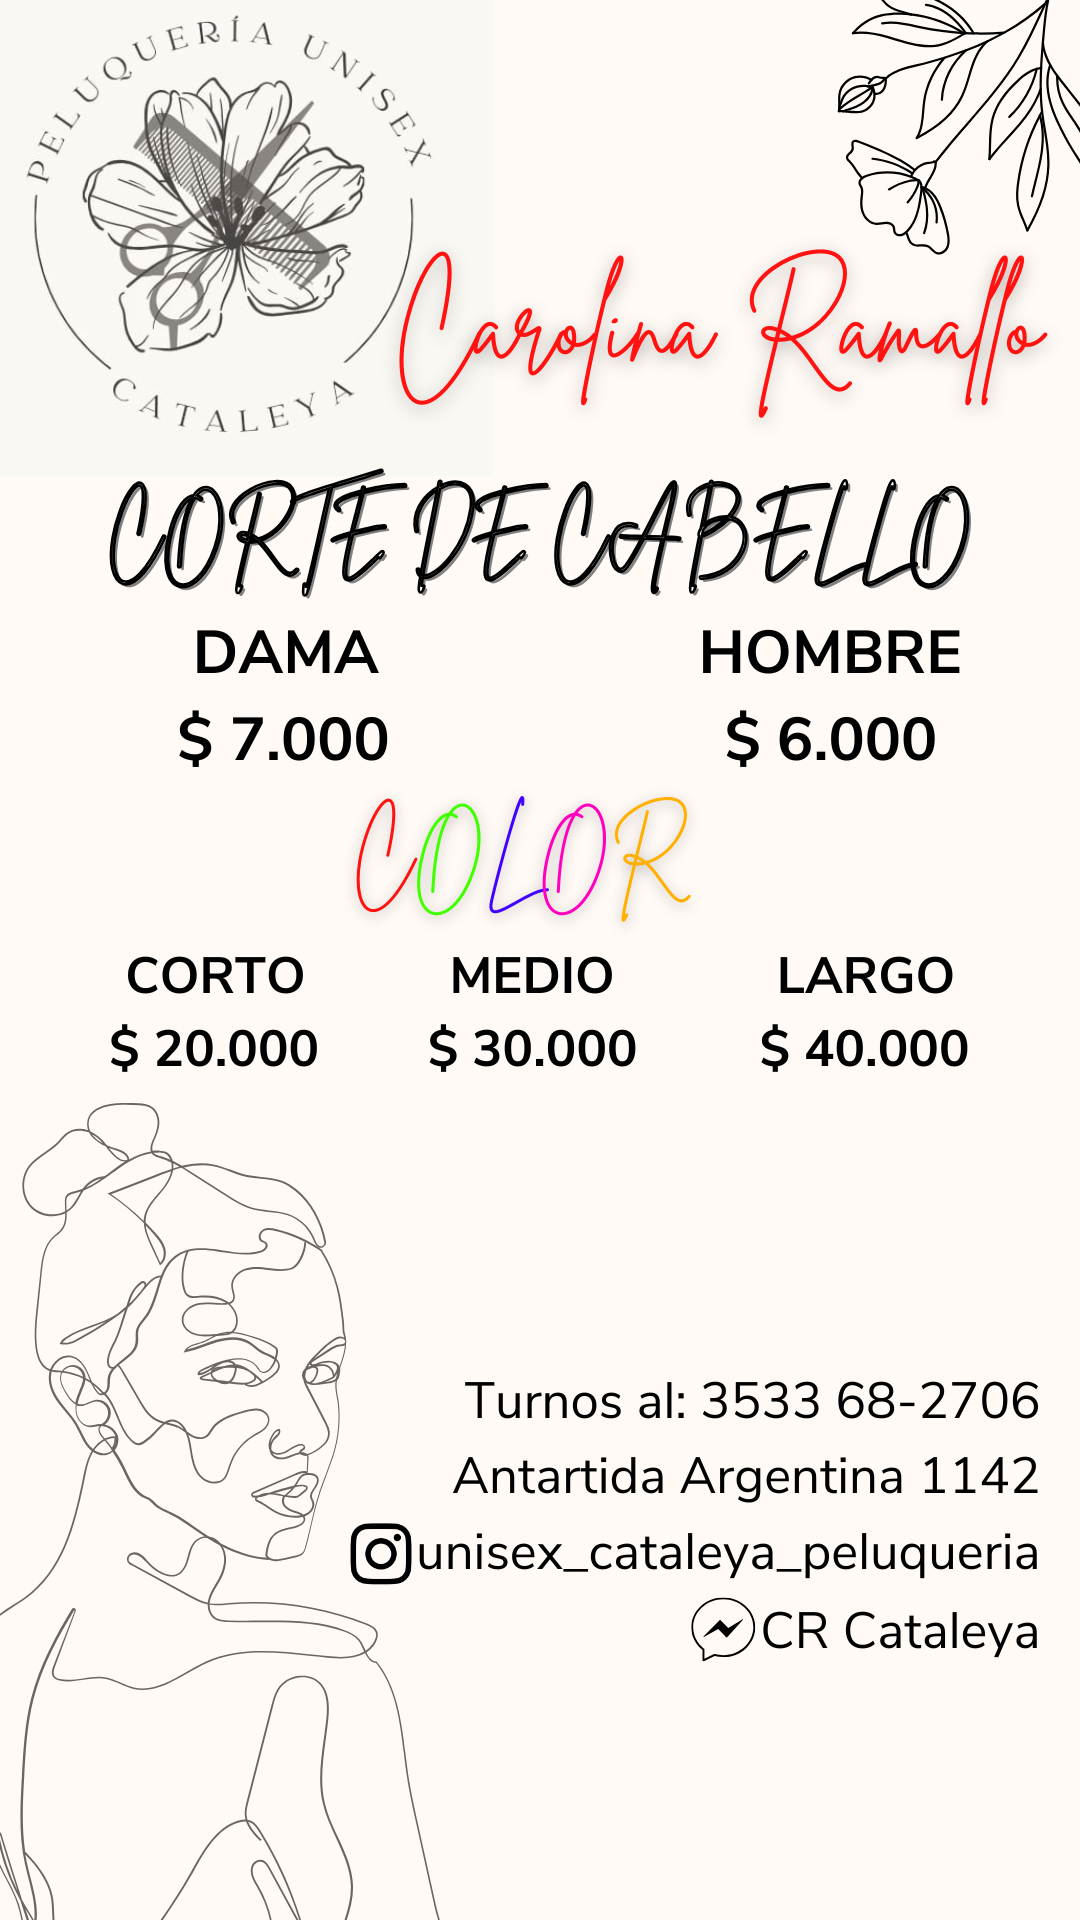 PELUQUERÍA UNISEX
CATALEYA
Carolina Ramallo
CORTE DE CABELLO
DAMA HOMBRE
$ 7.000 $ 6.000
COLOR
CORTO MEDIO LARGO
$ 20.000 $ 30.000 $ 40.000
Turnos al: 3533 68-2706
Antartida Argentina 1142
unisex_cataleya_peluqueria
CR Cataleya